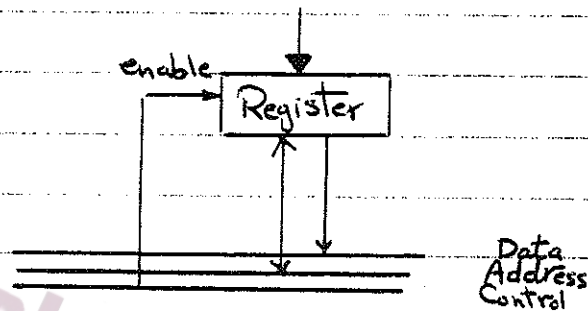 enable
Register
Data
Address
Control